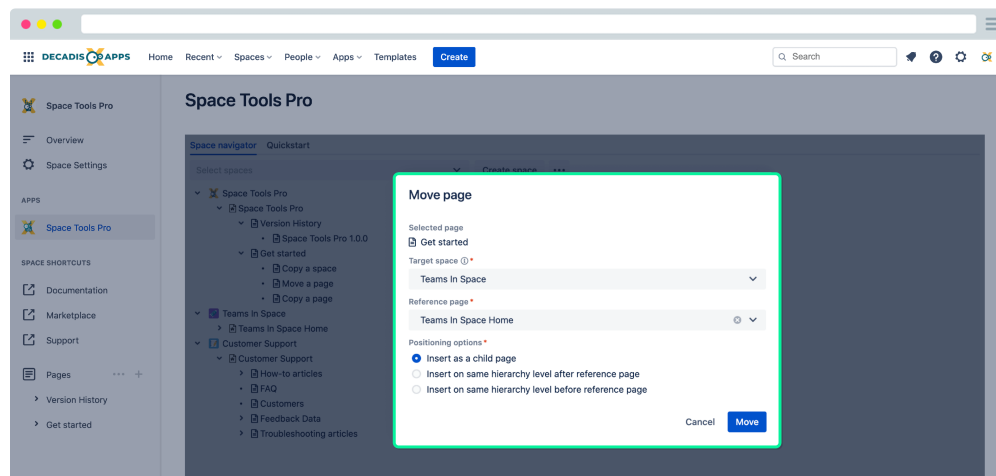 DECADIS APPS Home Recent Spaces People Apps Templates Create Search
Space Tools Pro
Overview
Space Settings
APPS
Space Tools Pro
SPACE SHORTCUTS
Documentation
Marketplace
Support
Pages
Version History
Get started
Space Tools Pro
Space navigator Quickstart
Select spaces Create space
Space Tools Pro
Space Tools Pro
Version History
Space Tools Pro 1.0.0
Get started
Copy a space
Move a page
Copy a page
Teams In Space
Teams In Space Home
Customer Support
Customer Support
How-to articles
FAQ
Customers
Feedback Data
Troubleshooting articles
Move page
Selected page
Get started
Target space *
Teams In Space
Reference page *
Teams In Space Home
Positioning options *
Insert as a child page
Insert on same hierarchy level after reference page
Insert on same hierarchy level before reference page
Cancel Move